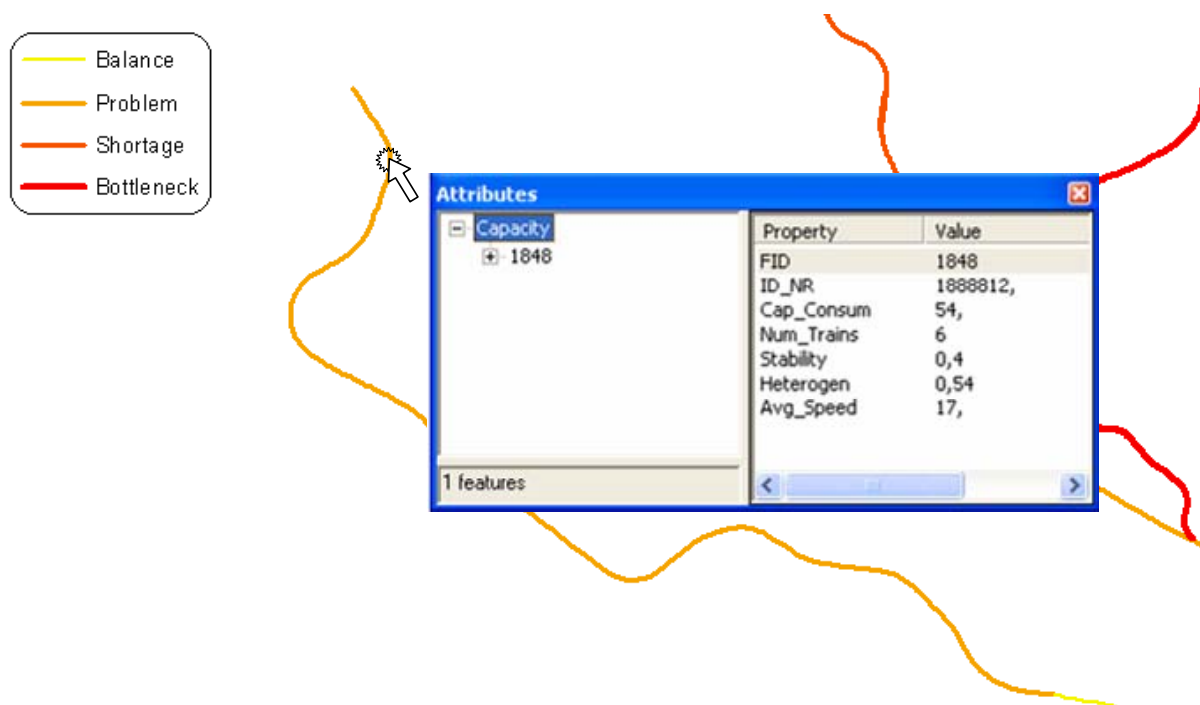 Balance
Problem
Shortage
Bottleneck
Attributes
Capacity
1848
1 features
Property Value
FID 1848
ID_NR 1888812,
Cap_Consum 54,
Num_Trains 6
Stability 0,4
Heterogen 0,54
Avg_Speed 17,